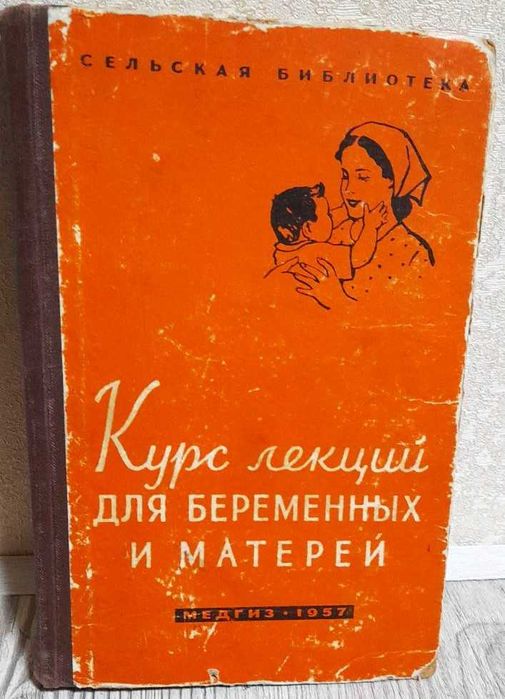 СЕЛЬСКАЯ БИБЛИОТЕКА
Курс лекций
ДЛЯ БЕРЕМЕННЫХ
И МАТЕРЕЙ
МЕДГИЗ • 1957